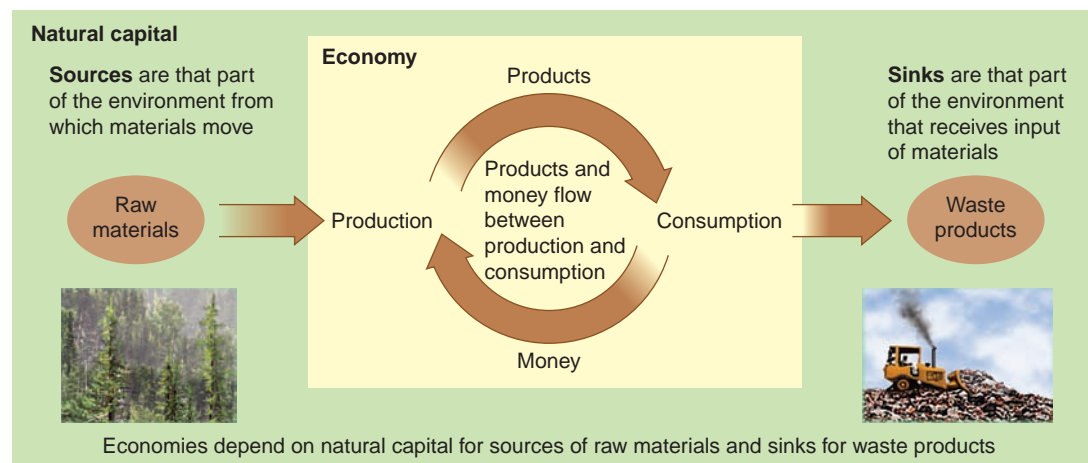 Natural capital
Sources are that part
of the environment from
which materials move
Raw
materials
Economy
Products
Products and
money flow
between
production and
consumption
Production
Consumption
Money
Sinks are that part
of the environment
that receives input
of materials
Waste
products
Economies depend on natural capital for sources of raw materials and sinks for waste products